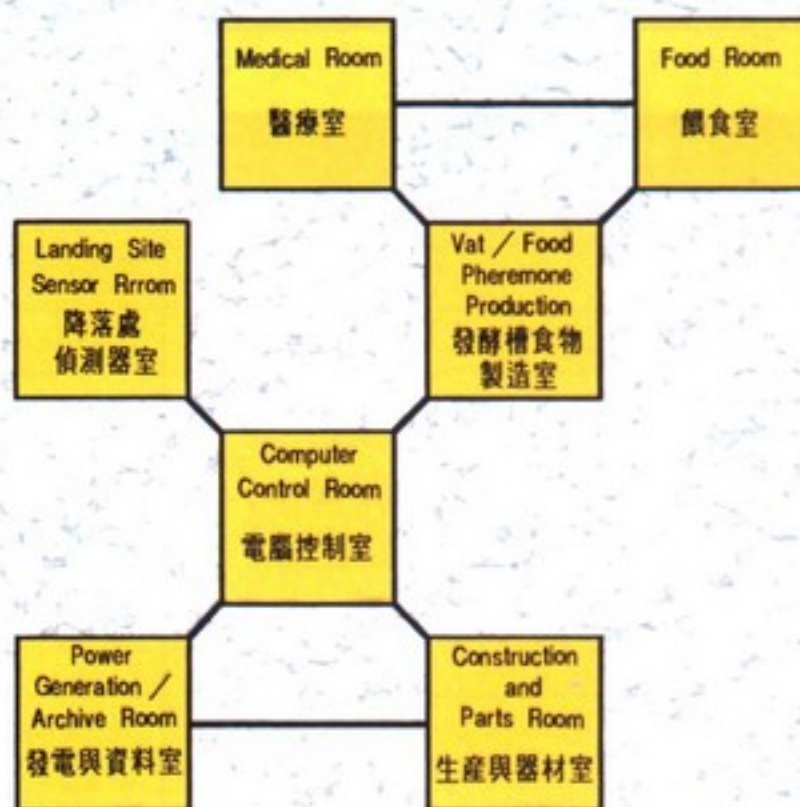 Medical Room
醫療室
Food Room
餵食室
Landing Site
Sensor Rrrom
降落處
偵測器室
Vat / Food
Pheremone
Production
發酵槽食物
製造室
Computer
Control Room
電腦控制室
Power
Generation /
Archive Room
發電與資料室
Construction
and
Parts Room
生産與器材室